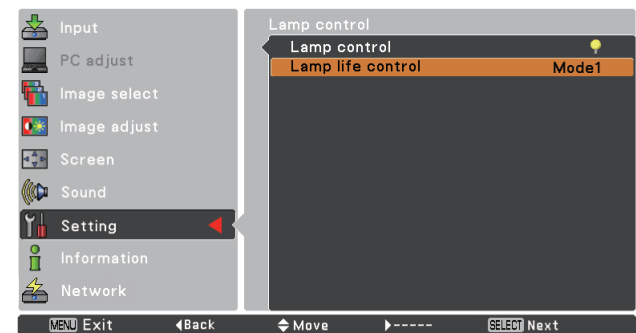 Input
PC adjust
Image select
Image adjust
Screen
Sound
Setting
Information
Network
Lamp control
Lamp control
Lamp life control Mode1
MENU Exit Back Move ----- SELECT Next